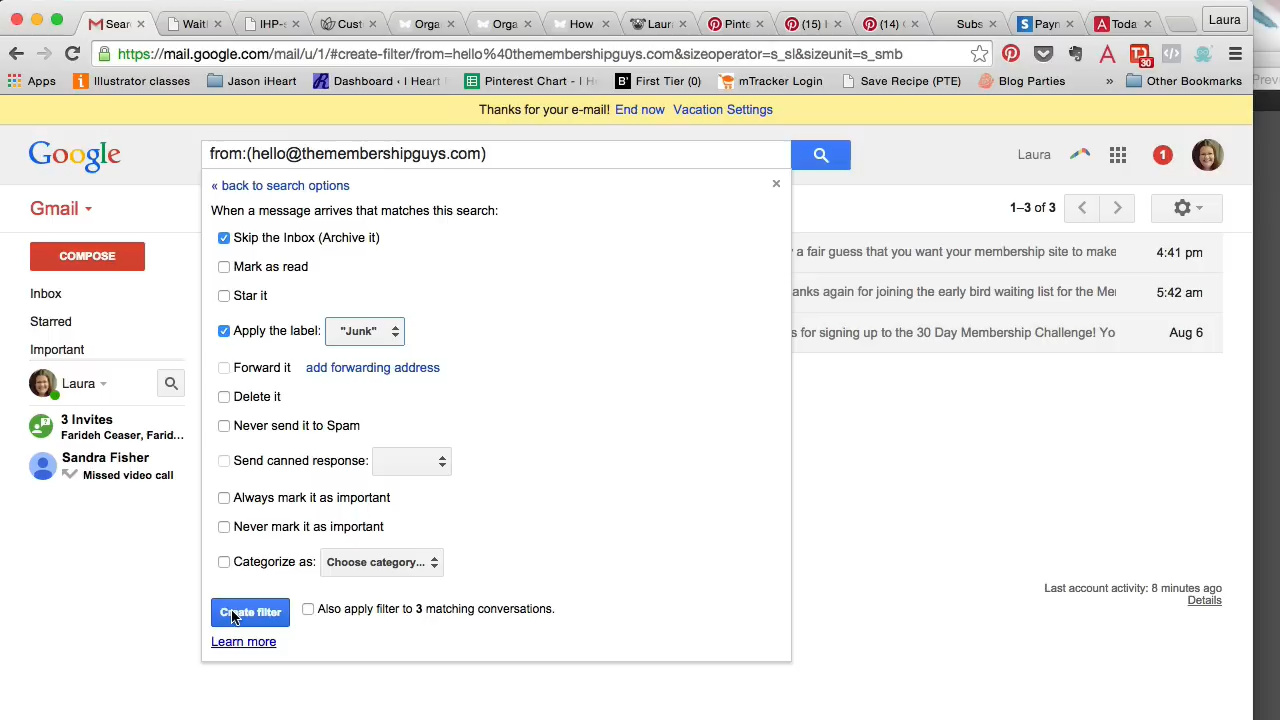 Sear
Waitl
IHP-s
Cust
Orga
Orga
How
Laura
Pinte
(15)
(14)
Subs
Payn
Toda
Laura
https://mail.google.com/mail/u/1/#create-filter/from=hello%40themembershipguys.com&sizeoperator=s_sl&sizeunit=s_smb
30
Apps
Illustrator classes
Jason iHeart
Dashboard ‹ I Heart
Pinterest Chart -
First Tier (0)
mTracker Login
Save Recipe (PTE)
Blog Parties
»
Other Bookmarks
Thanks for your e-mail! End now Vacation Settings
Google
from:(hello@themembershipguys.com)
Laura
1
« back to search options
Gmail
1–3 of 3
When a message arrives that matches this search:
Skip the Inbox (Archive it)
COMPOSE
a fair guess that you want your membership site to make
4:41 pm
Mark as read
Inbox
Star it
anks again for joining the early bird waiting list for the Me
5:42 am
Starred
Apply the label: "Junk"
s for signing up to the 30 Day Membership Challenge! Yo
Aug 6
Important
Forward it add forwarding address
Laura
Delete it
3 Invites
Farideh Ceaser, Farid...
Never send it to Spam
Sandra Fisher
Missed video call
Send canned response:
Always mark it as important
Never mark it as important
Categorize as: Choose category...
Create filter
Also apply filter to 3 matching conversations.
Learn more
Last account activity: 8 minutes ago
Details